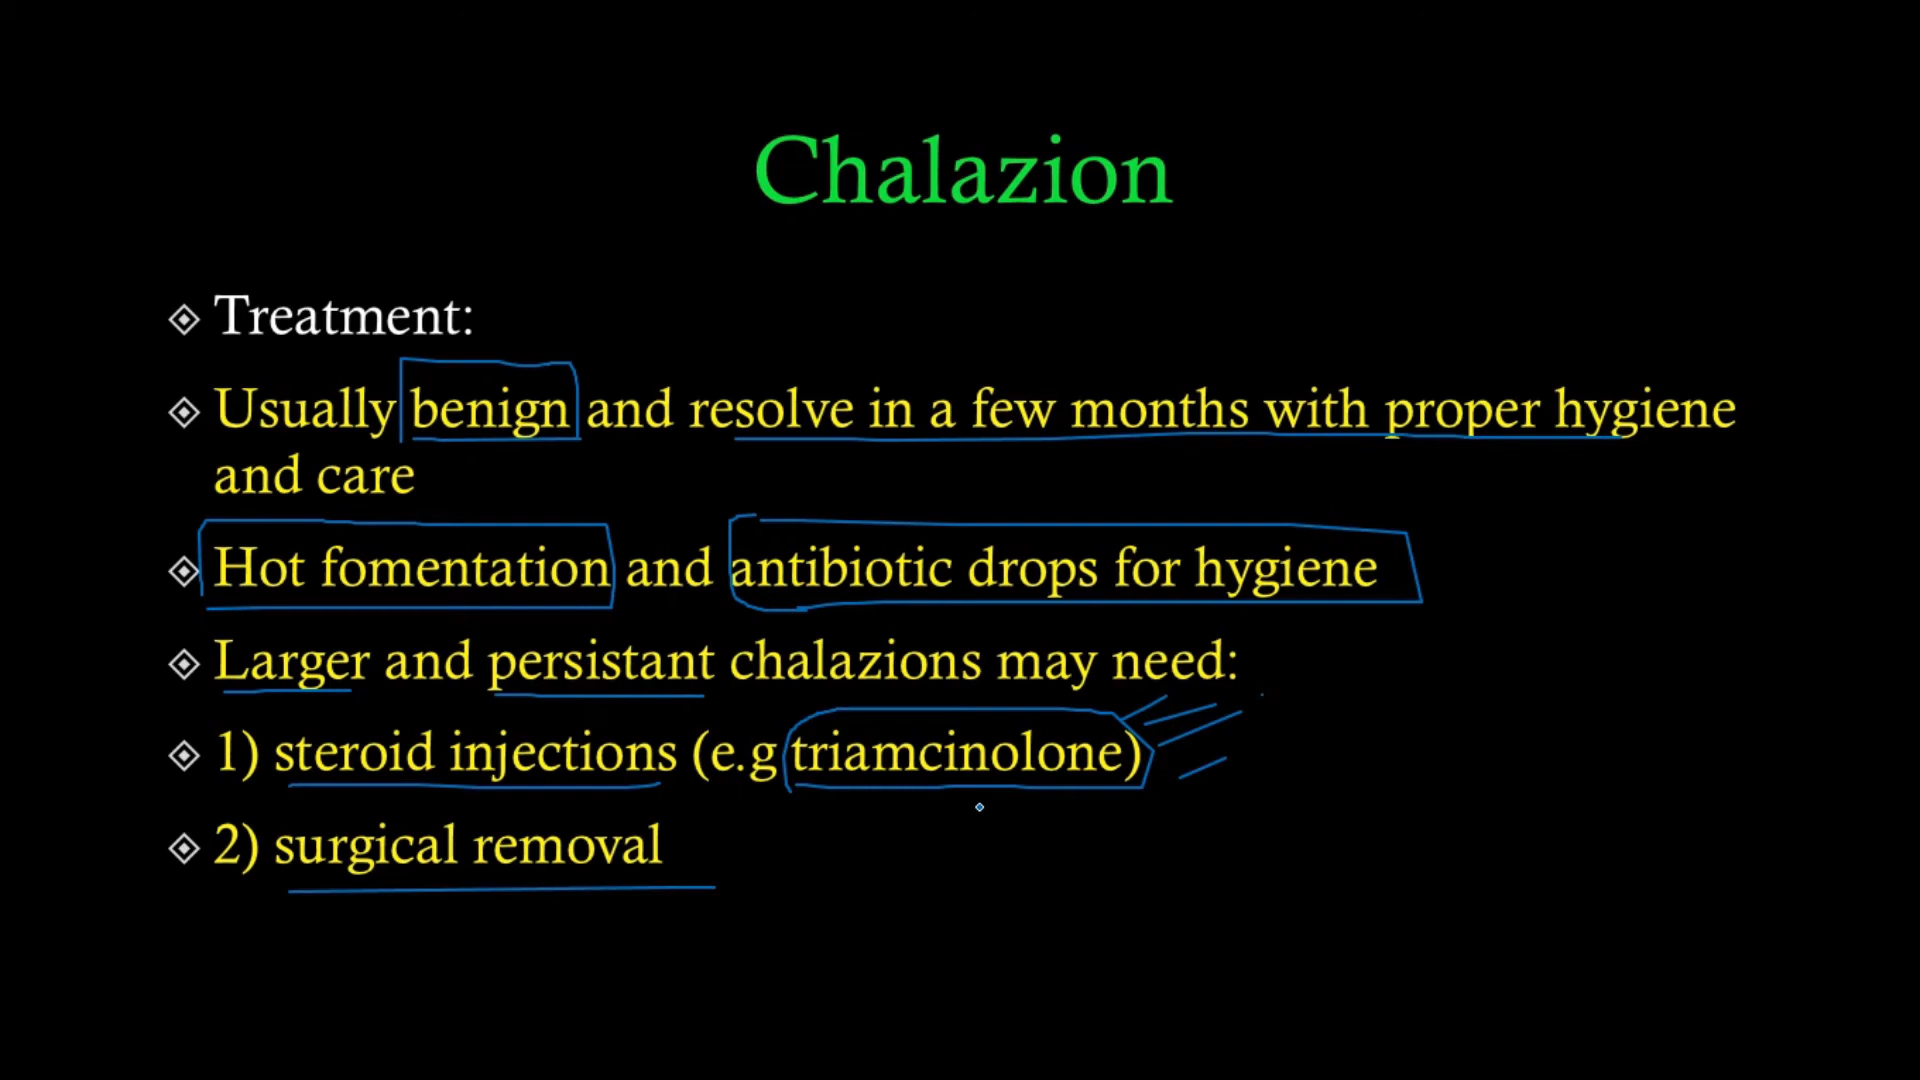 Chalazion
Treatment:
Usually benign and resolve in a few months with proper hygiene
and care
Hot fomentation and antibiotic drops for hygiene
Larger and persistant chalazions may need:
1) steroid injections (e.g triamcinolone)
2) surgical removal